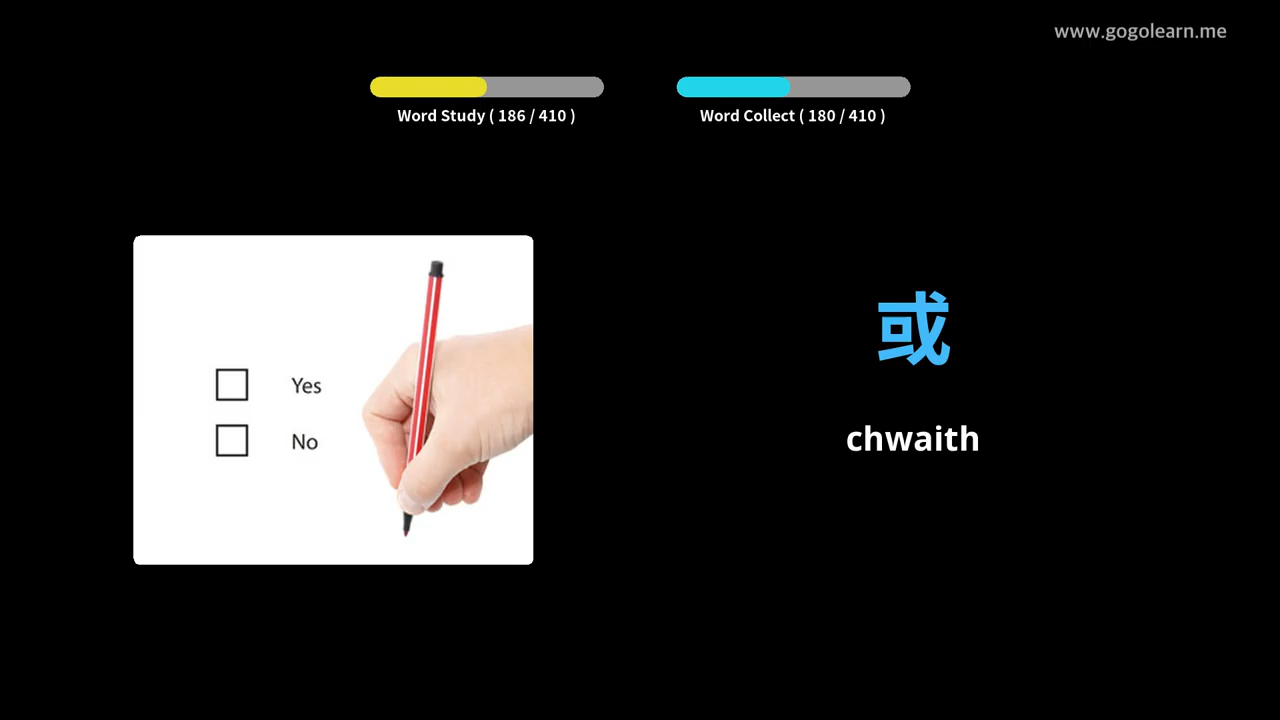 www.gogolearn.me
Word Study ( 186 / 410 )
Word Collect ( 180 / 410 )
Yes
No
或
chwaith